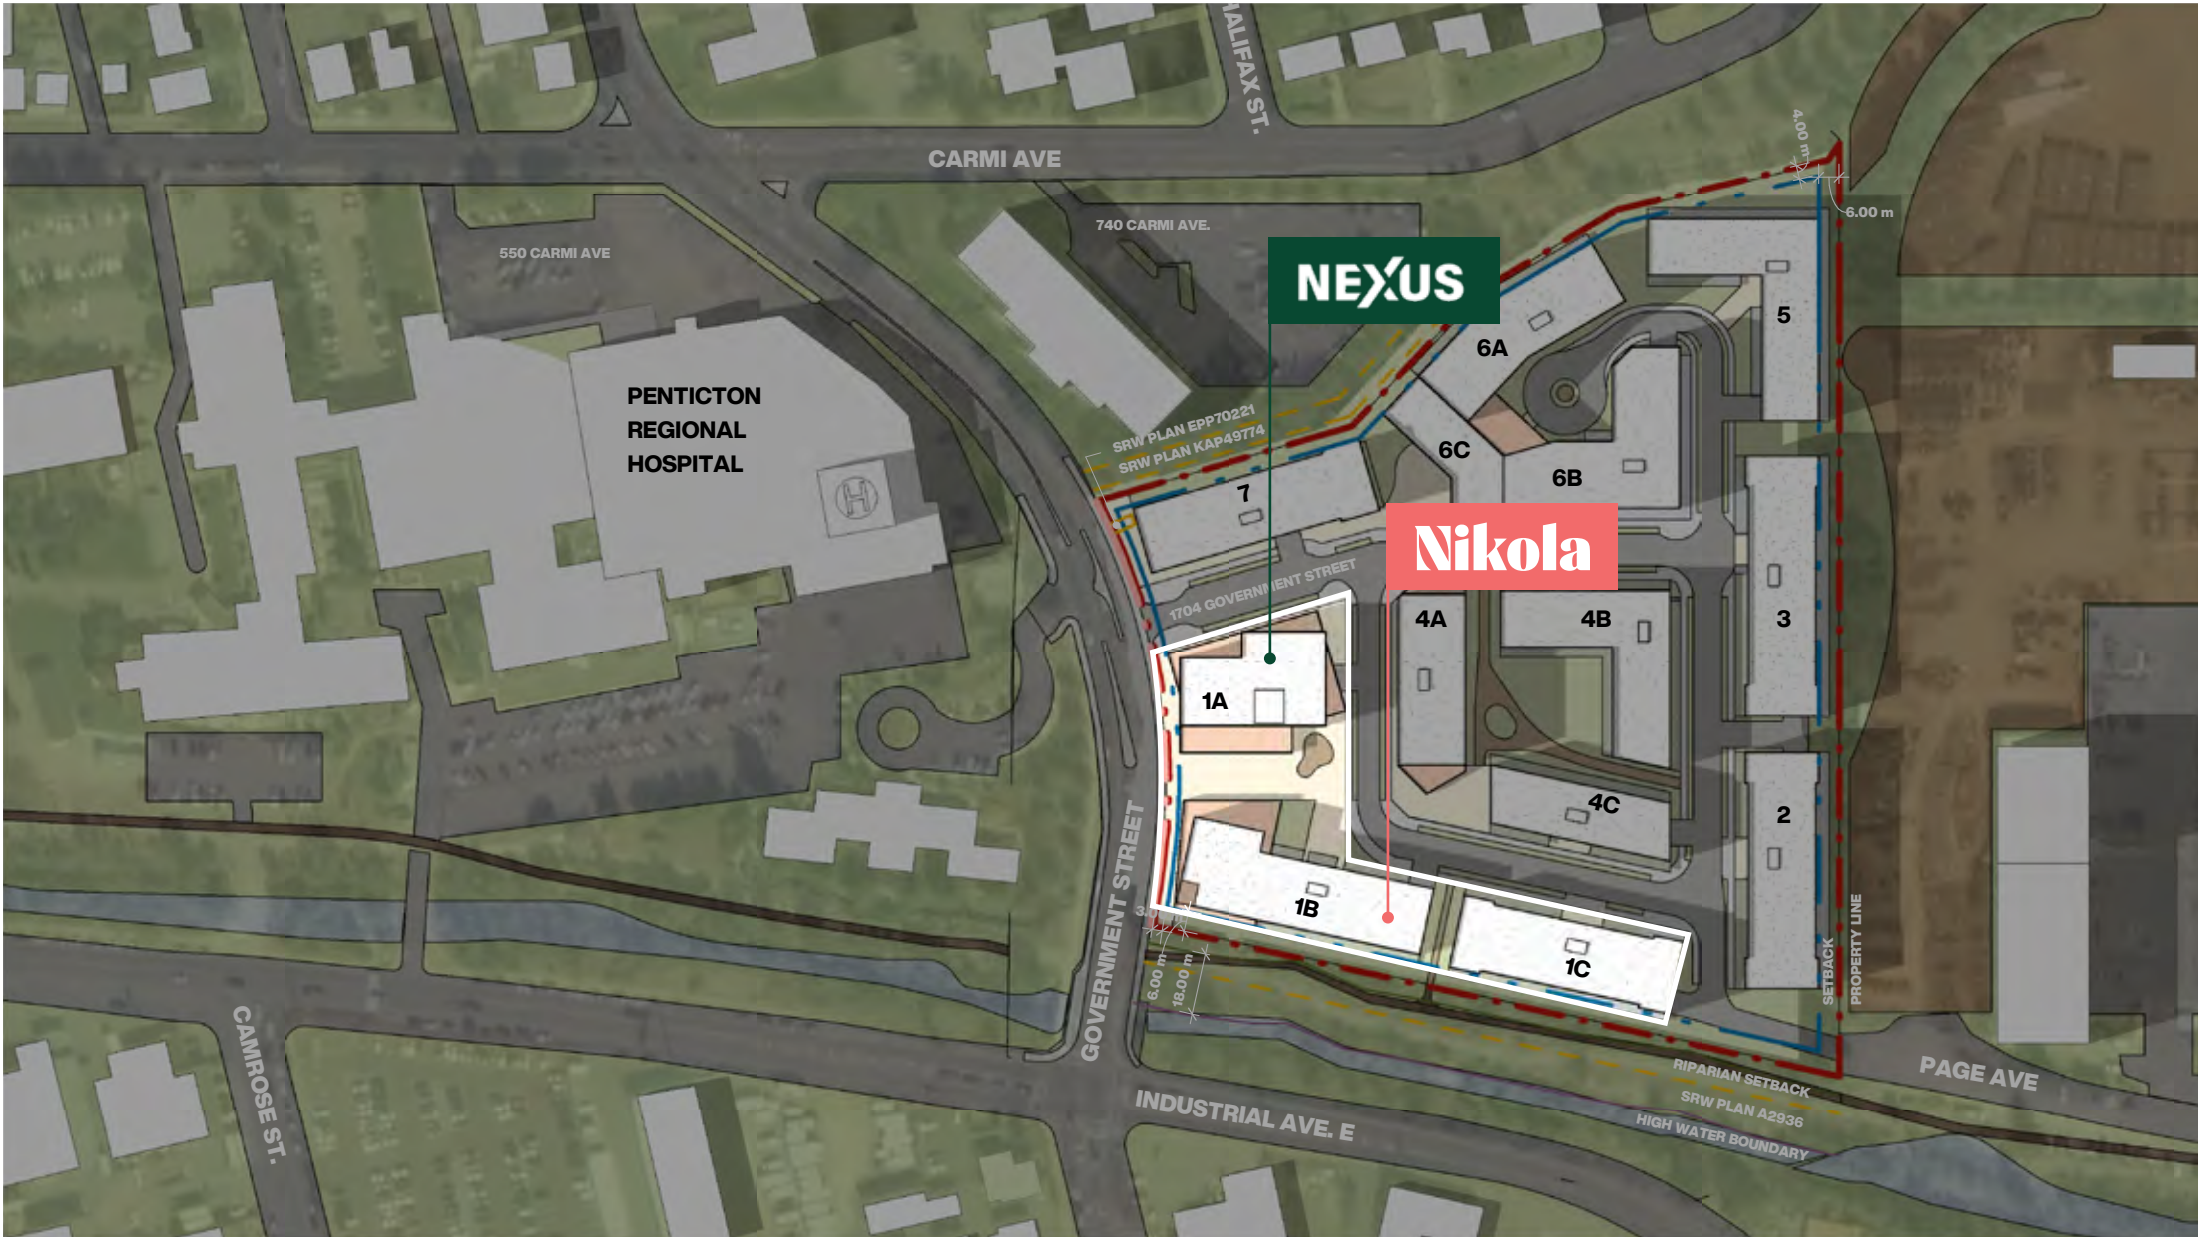 HALIFAX ST.
CARMI AVE
4.00 m
6.00 m
550 CARMI AVE
740 CARMI AVE.
NEXUS
5
6A
PENTICTON
REGIONAL
HOSPITAL
SRW PLAN EPP70221
SRW PLAN KAP49774
6C
6B
7
H
Nikola
1704 GOVERNMENT STREET
4A
4B
3
1A
4C
2
GOVERNMENT STREET
1B
1C
6.00 m
18.00 m
SETBACK
PROPERTY LINE
CAMROSE ST.
INDUSTRIAL AVE. E
RIPARIAN SETBACK
SRW PLAN A2936
HIGH WATER BOUNDARY
PAGE AVE